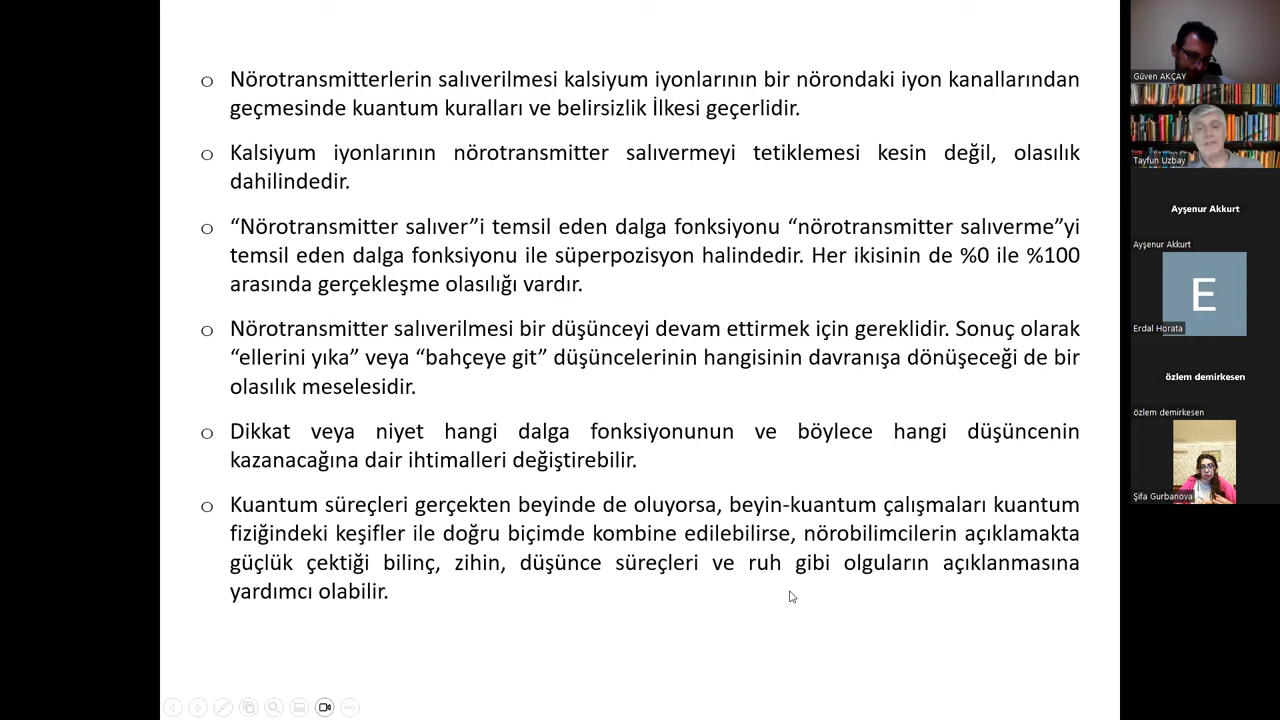 Nörotransmitterlerin salıverilmesi kalsiyum iyonlarının bir nörondaki iyon kanallarından
geçmesinde kuantum kuralları ve belirsizlik İlkesi geçerlidir.
Kalsiyum iyonlarının nörotransmitter salıvermeyi tetiklemesi kesin değil, olasılık
dahilindedir.
“Nörotransmitter salıver”i temsil eden dalga fonksiyonu “nörotransmitter salıverme”yi
temsil eden dalga fonksiyonu ile süperpozisyon halindedir. Her ikisinin de %0 ile %100
arasında gerçekleşme olasılığı vardır.
Nörotransmitter salıverilmesi bir düşünceyi devam ettirmek için gereklidir. Sonuç olarak
“ellerini yıka” veya “bahçeye git” düşüncelerinin hangisinin davranışa dönüşeceği de bir
olasılık meselesidir.
Dikkat veya niyet hangi dalga fonksiyonunun ve böylece hangi düşüncenin
kazanacağına dair ihtimalleri değiştirebilir.
Kuantum süreçleri gerçekten beyinde de oluyorsa, beyin-kuantum çalışmaları kuantum
fiziğindeki keşifler ile doğru biçimde kombine edilebilirse, nörobilimcilerin açıklamakta
güçlük çektiği bilinç, zihin, düşünce süreçleri ve ruh gibi olguların açıklanmasına
yardımcı olabilir.
Güven AKÇAY
Tayfun Uzbay
Ayşenur Akkurt
Ayşenur Akkurt
E
Erdal Horata
özlem demirkesen
özlem demirkesen
Şifa Gurbanova